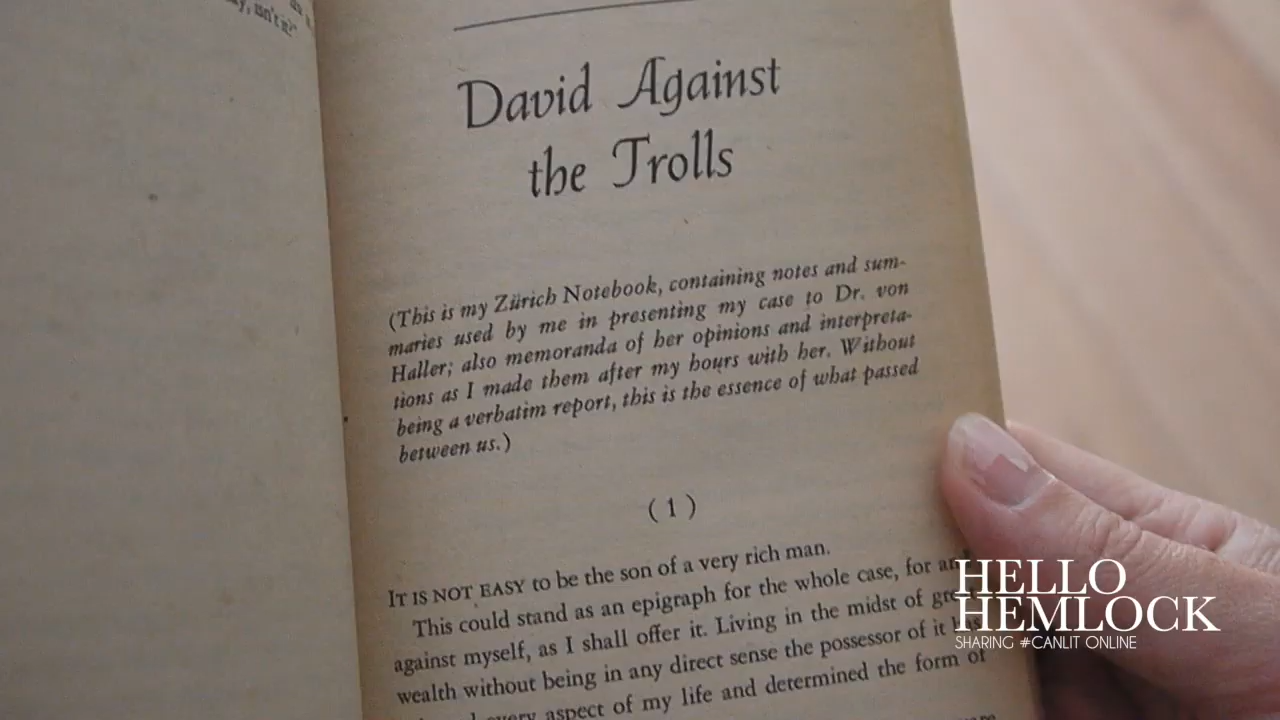 isn't it?"
David Against
the Trolls
(This is my Zürich Notebook, containing notes and sum-
maries used by me in presenting my case to Dr. von
Haller; also memoranda of her opinions and interpreta-
tions as I made them after my hours with her. Without
being a verbatim report, this is the essence of what passed
between us.)
(1)
IT IS NOT EASY to be the son of a very rich man.
This could stand as an epigraph for the whole case, for and
against myself, as I shall offer it. Living in the midst of great
wealth without being in any direct sense the possessor of it has
every aspect of my life and determined the form of
HELLO
HEMLOCK
SHARING #CANLIT ONLINE